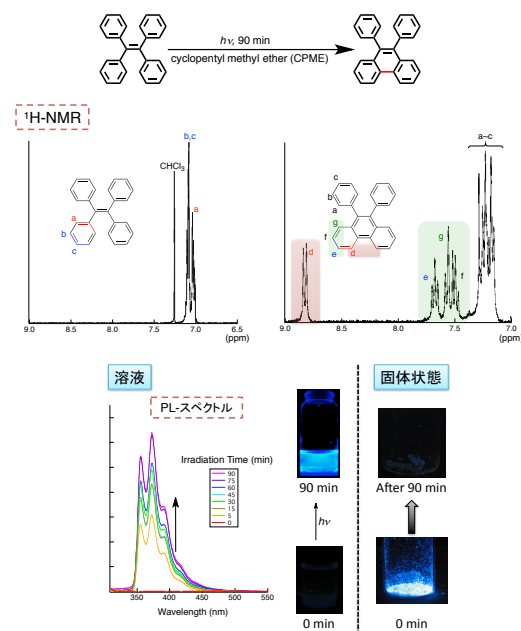 hν, 90 min
cyclopentyl methyl ether (CPME)
¹H-NMR
b,c
CHCl₃
a
a
b
c
9.0
8.5
8.0
7.5
7.0
6.5
(ppm)
a~c
c
b
a
g
f
e
d
d
g
e
f
9.0
8.5
8.0
7.5
7.0
(ppm)
溶液
固体状態
PL-スペクトル
Irradiation Time (min)
90
75
60
45
30
15
5
0
300
350
400
450
500
550
Wavelength (nm)
90 min
hν
0 min
After 90 min
0 min